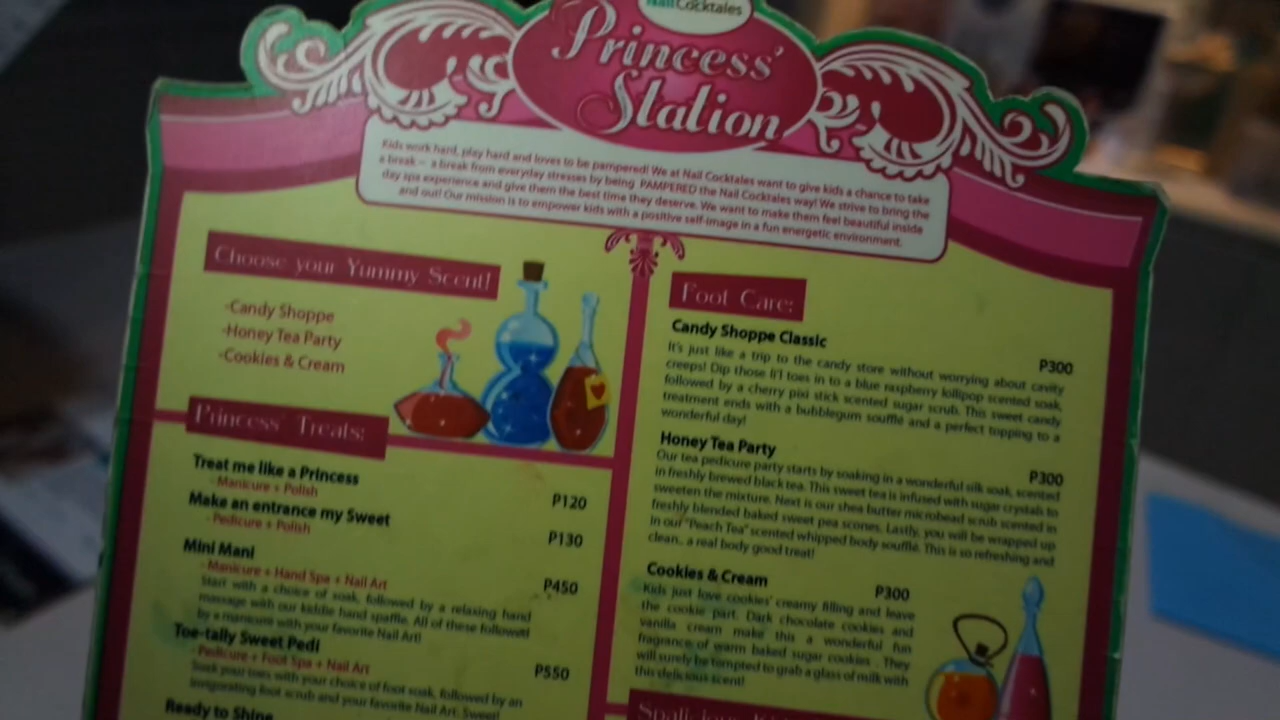 NailCocktales
Princess'
Station
Kids work hard, play hard and loves to be pampered! We at Nail Cocktales want to give kids a chance to take
a break – a break from everyday stresses by being PAMPERED the Nail Cocktales way! We strive to bring the
day spa experience and give them the best time they deserve. We want to make them feel beautiful inside
and out! Our mission is to empower kids with a positive self-image in a fun energetic environment.
Choose your Yummy Scent!
-Candy Shoppe
-Honey Tea Party
-Cookies & Cream
Princess' Treats:
Treat me like a Princess
- Manicure + Polish
P120
Make an entrance my Sweet
- Pedicure + Polish
P130
Mini Mani
- Manicure + Hand Spa + Nail Art
P450
Start with a choice of soak, followed by a relaxing hand
massage with our kiddie hand spaffle. All of these followed
by a manicure with your favorite Nail Art!
Toe-tally Sweet Pedi
- Pedicure + Foot Spa + Nail Art
P550
Soak your toes with your choice of foot soak, followed by an
invigorating foot scrub and your favorite Nail Art. Sweet!
Ready to Shine
Foot Care:
Candy Shoppe Classic
P300
It's just like a trip to the candy store without worrying about cavity
creeps! Dip those li'l toes in to a blue raspberry lollipop scented soak,
followed by a cherry pixi stick scented sugar scrub. This sweet candy
treatment ends with a bubblegum soufflé and a perfect topping to a
wonderful day!
Honey Tea Party
P300
Our tea pedicure party starts by soaking in a wonderful silk soak, scented
in freshly brewed black tea. This sweet tea is infused with sugar crystals to
sweeten the mixture. Next is our shea butter microbead scrub scented in
freshly blended baked sweet pea scones. Lastly, you will be wrapped up
in our "Peach Tea" scented whipped body soufflé. This is so refreshing and
clean.. a real body good treat!
Cookies & Cream
P300
Kids just love cookies' creamy filling and leave
the cookie part. Dark chocolate cookies and
vanilla cream make this a wonderful fun
fragrance of warm baked sugar cookies . They
will surely be tempted to grab a glass of milk with
this delicious scent!